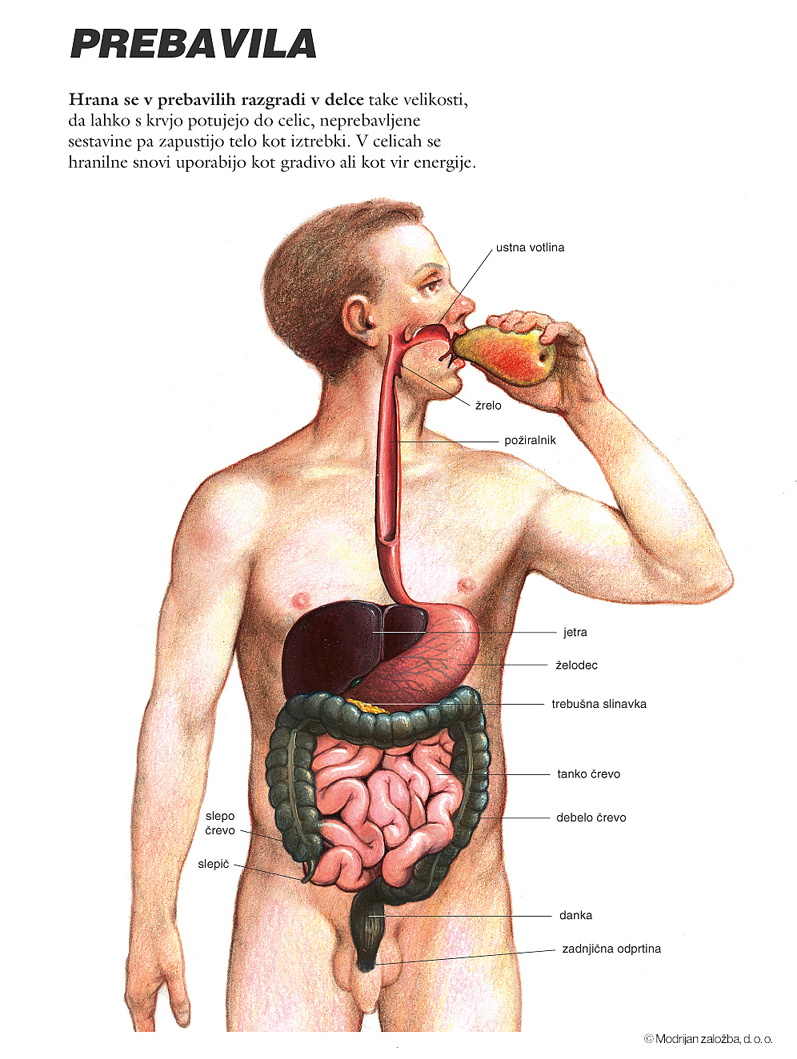 PREBAVILA
Hrana se v prebavilih razgradi v delce take velikosti,
da lahko s krvjo potujejo do celic, neprebavljene
sestavine pa zapustijo telo kot iztrebki. V celicah se
hranilne snovi uporabijo kot gradivo ali kot vir energije.
ustna votlina
žrelo
požiralnik
jetra
želodec
trebušna slinavka
tanko črevo
debelo črevo
slepo
črevo
slepič
danka
zadnjična odprtina
© Modrijan založba, d. o. o.